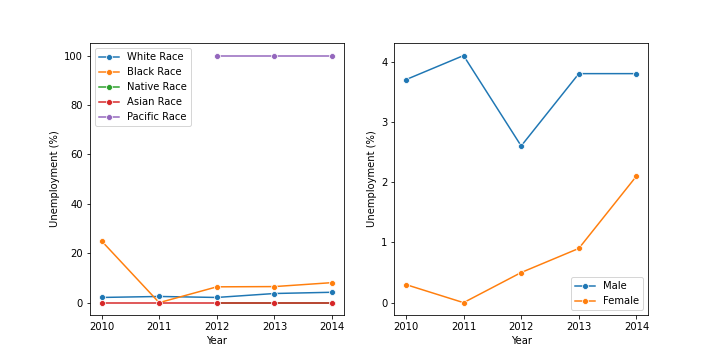 White Race
Black Race
Native Race
Asian Race
Pacific Race
100
80
60
40
20
0
Unemployment (%)
2010 2011 2012 2013 2014
Year
4
3
2
1
0
Unemployment (%)
Male
Female
2010 2011 2012 2013 2014
Year